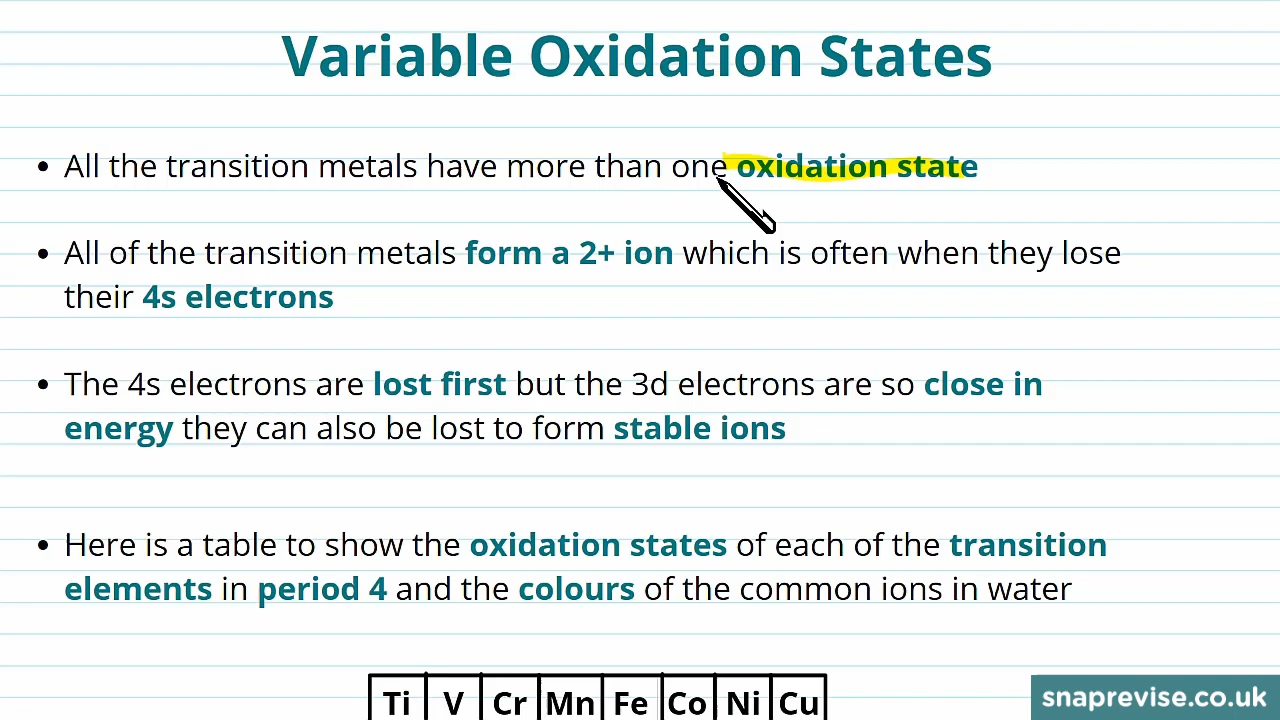 Variable Oxidation States
• All the transition metals have more than one oxidation state
• All of the transition metals form a 2+ ion which is often when they lose
their 4s electrons
• The 4s electrons are lost first but the 3d electrons are so close in
energy they can also be lost to form stable ions
• Here is a table to show the oxidation states of each of the transition
elements in period 4 and the colours of the common ions in water
Ti V Cr Mn Fe Co Ni Cu
snaprevise.co.uk